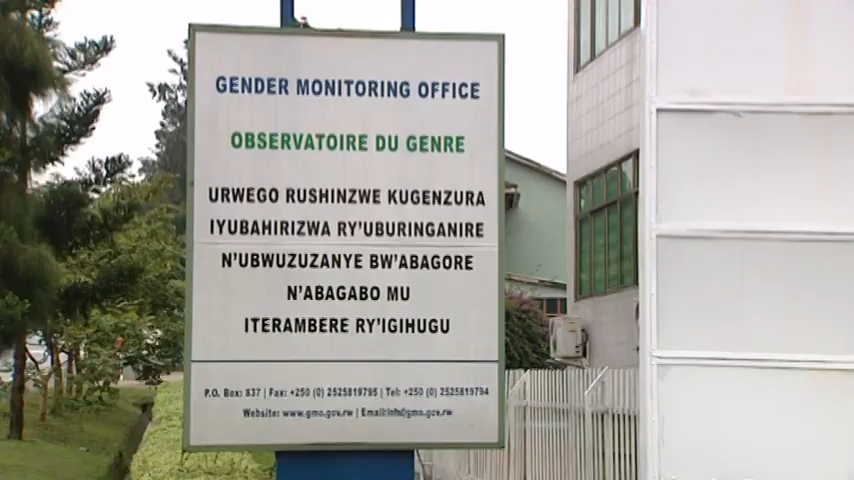 GENDER MONITORING OFFICE
OBSERVATOIRE DU GENRE
URWEGO RUSHINZWE KUGENZURA
IYUBAHIRIZWA RY'UBURINGANIRE
N'UBWUZUZANYE BW'ABAGORE
N'ABAGABO MU
ITERAMBERE RY'IGIHUGU
P.O. Box: 837 | Fax: +250 (0) 2525819795 | Tel: +250 (0) 2525819794
Website: www.gmo.gov.rw | Email:info@gmo.gov.rw